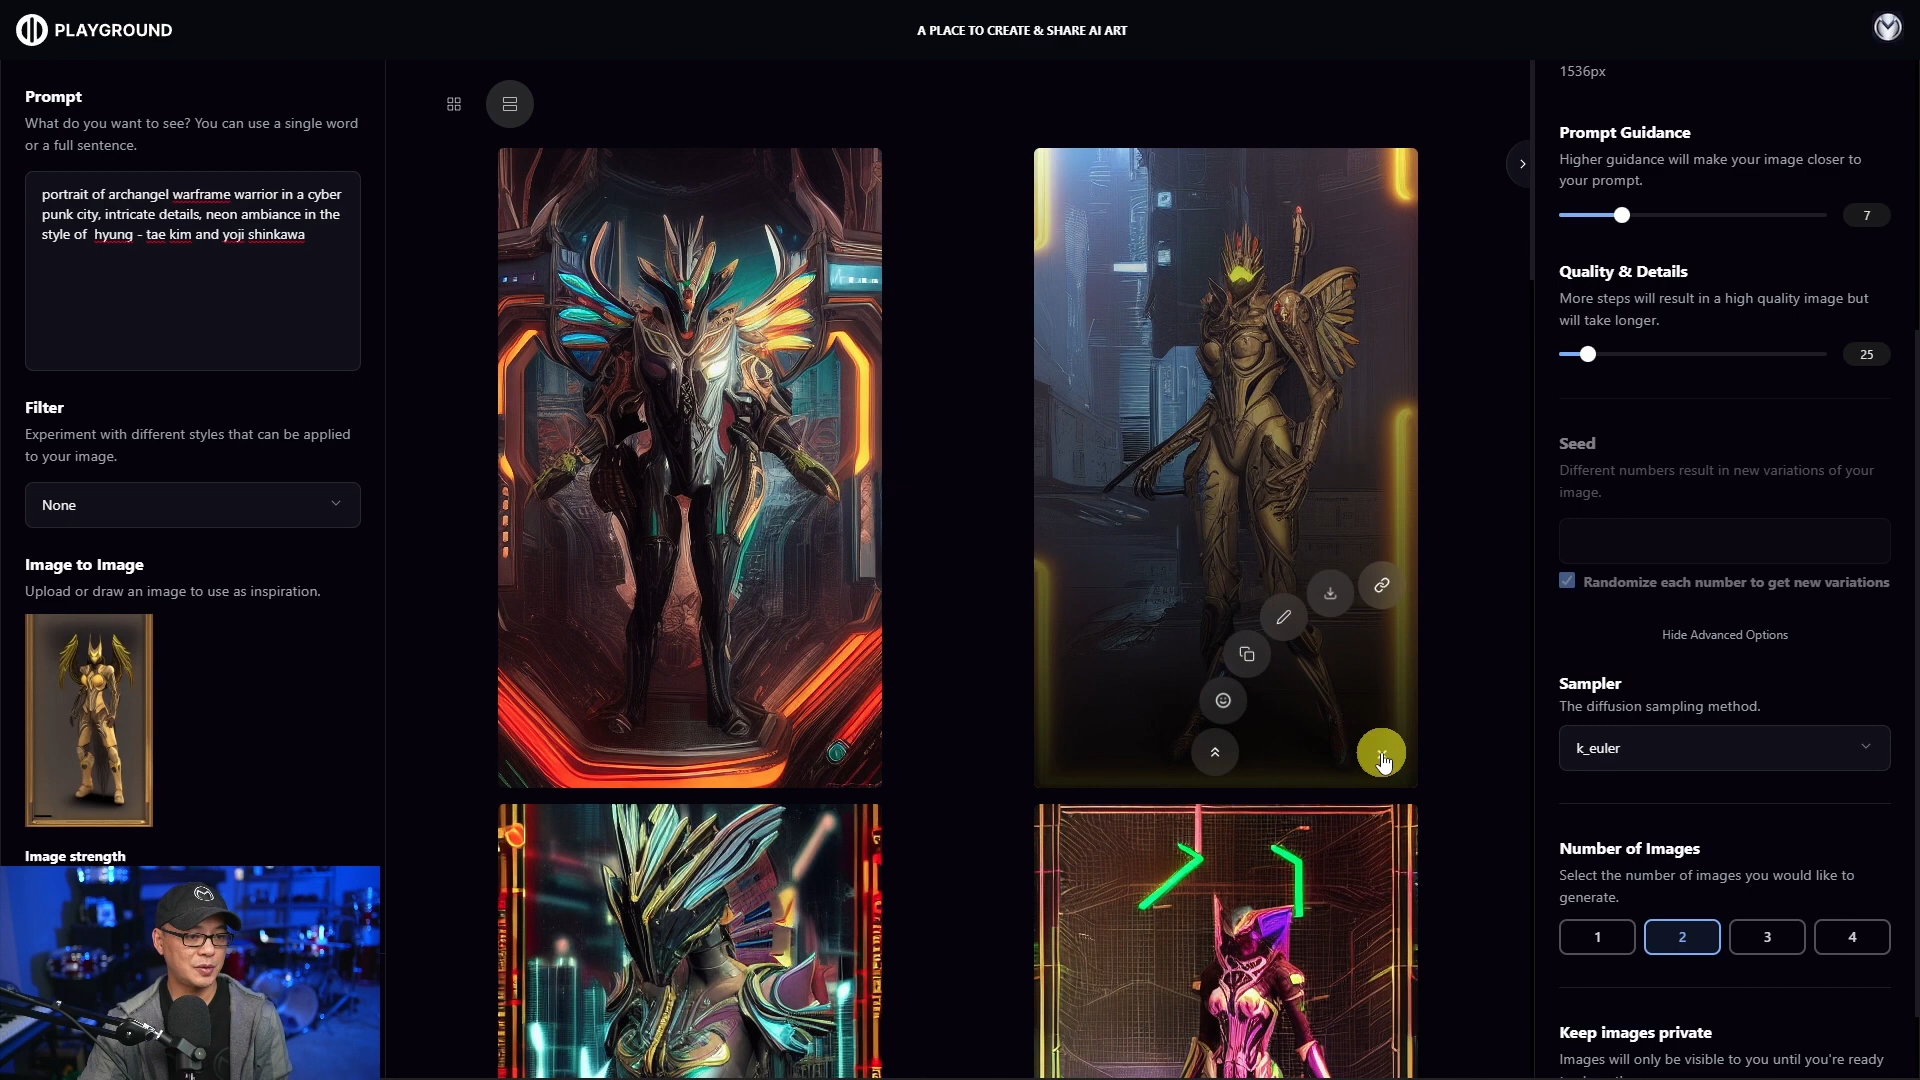 PLAYGROUND
A PLACE TO CREATE & SHARE AI ART
Prompt
What do you want to see? You can use a single word
or a full sentence.
portrait of archangel warframe warrior in a cyber
punk city, intricate details, neon ambiance in the
style of  hyung - tae kim and yoji shinkawa
Filter
Experiment with different styles that can be applied
to your image.
None
Image to Image
Upload or draw an image to use as inspiration.
Image strength
1536px
Prompt Guidance
Higher guidance will make your image closer to
your prompt.
7
Quality & Details
More steps will result in a high quality image but
will take longer.
25
Seed
Different numbers result in new variations of your
image.
Randomize each number to get new variations
Hide Advanced Options
Sampler
The diffusion sampling method.
k_euler
Number of Images
Select the number of images you would like to
generate.
1
2
3
4
Keep images private
Images will only be visible to you until you're ready